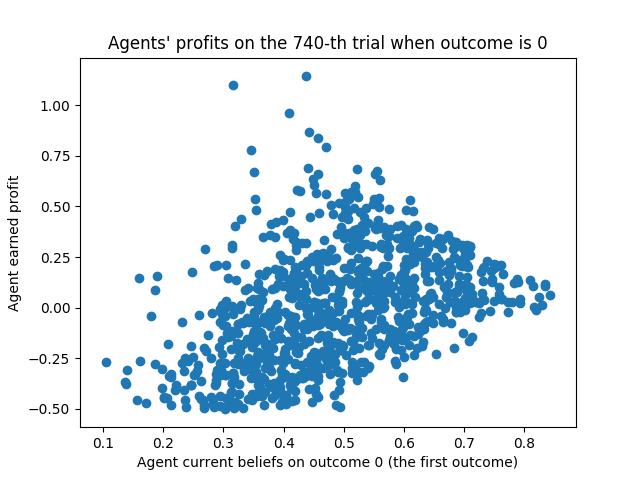 Agents' profits on the 740-th trial when outcome is 0
1.00
0.75
0.50
0.25
0.00
−0.25
−0.50
Agent earned profit
0.1 0.2 0.3 0.4 0.5 0.6 0.7 0.8
Agent current beliefs on outcome 0 (the first outcome)